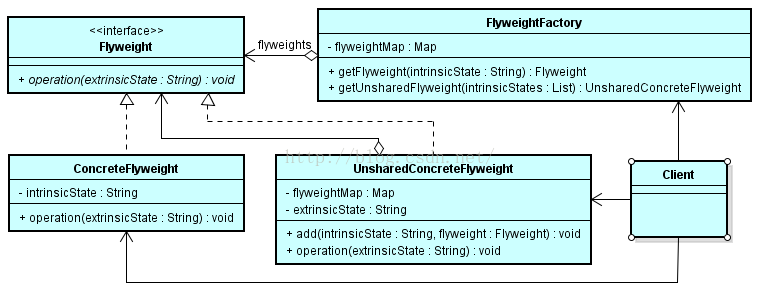 <<interface>>
Flyweight
+ operation(extrinsicState : String) : void
flyweights
FlyweightFactory
- flyweightMap : Map
+ getFlyweight(intrinsicState : String) : Flyweight
+ getUnsharedFlyweight(intrinsicStates : List) : UnsharedConcreteFlyweight
http://blog.csdn.net/
ConcreteFlyweight
- intrinsicState : String
+ operation(extrinsicState : String) : void
UnsharedConcreteFlyweight
- flyweightMap : Map
- extrinsicState : String
+ add(intrinsicState : String, flyweight : Flyweight) : void
+ operation(extrinsicState : String) : void
Client